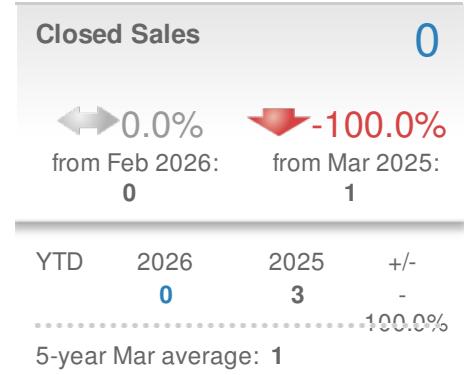 Closed Sales 0
0.0% -100.0%
from Feb 2026: from Mar 2025:
0 1
YTD 2026 2025 +/-
0 3 -
100.0%
5-year Mar average: 1